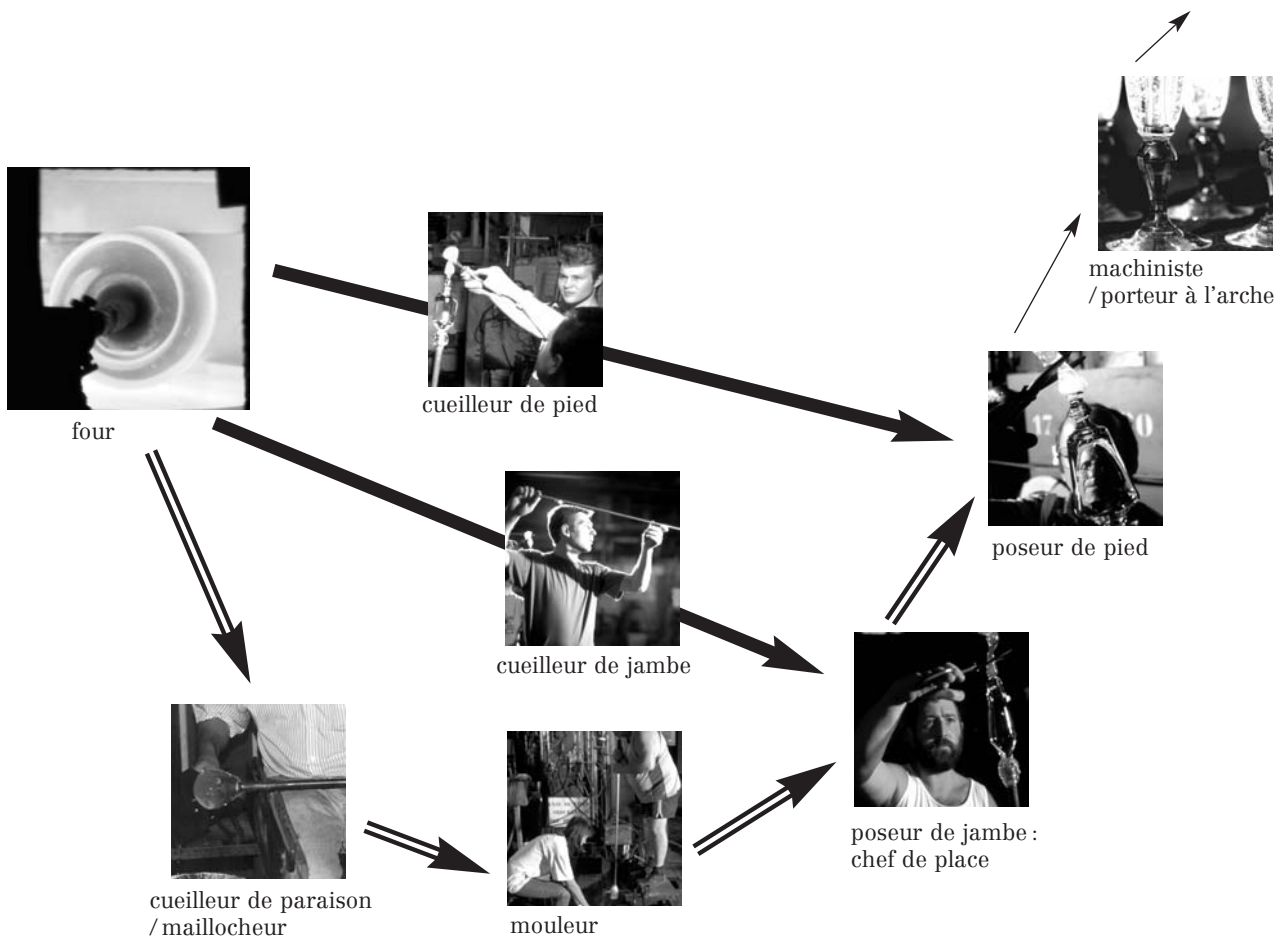 machiniste
/porteur à l'arche
cueilleur de pied
four
17
poseur de pied
cueilleur de jambe
poseur de jambe :
chef de place
cueilleur de paraison
/maillocheur
mouleur